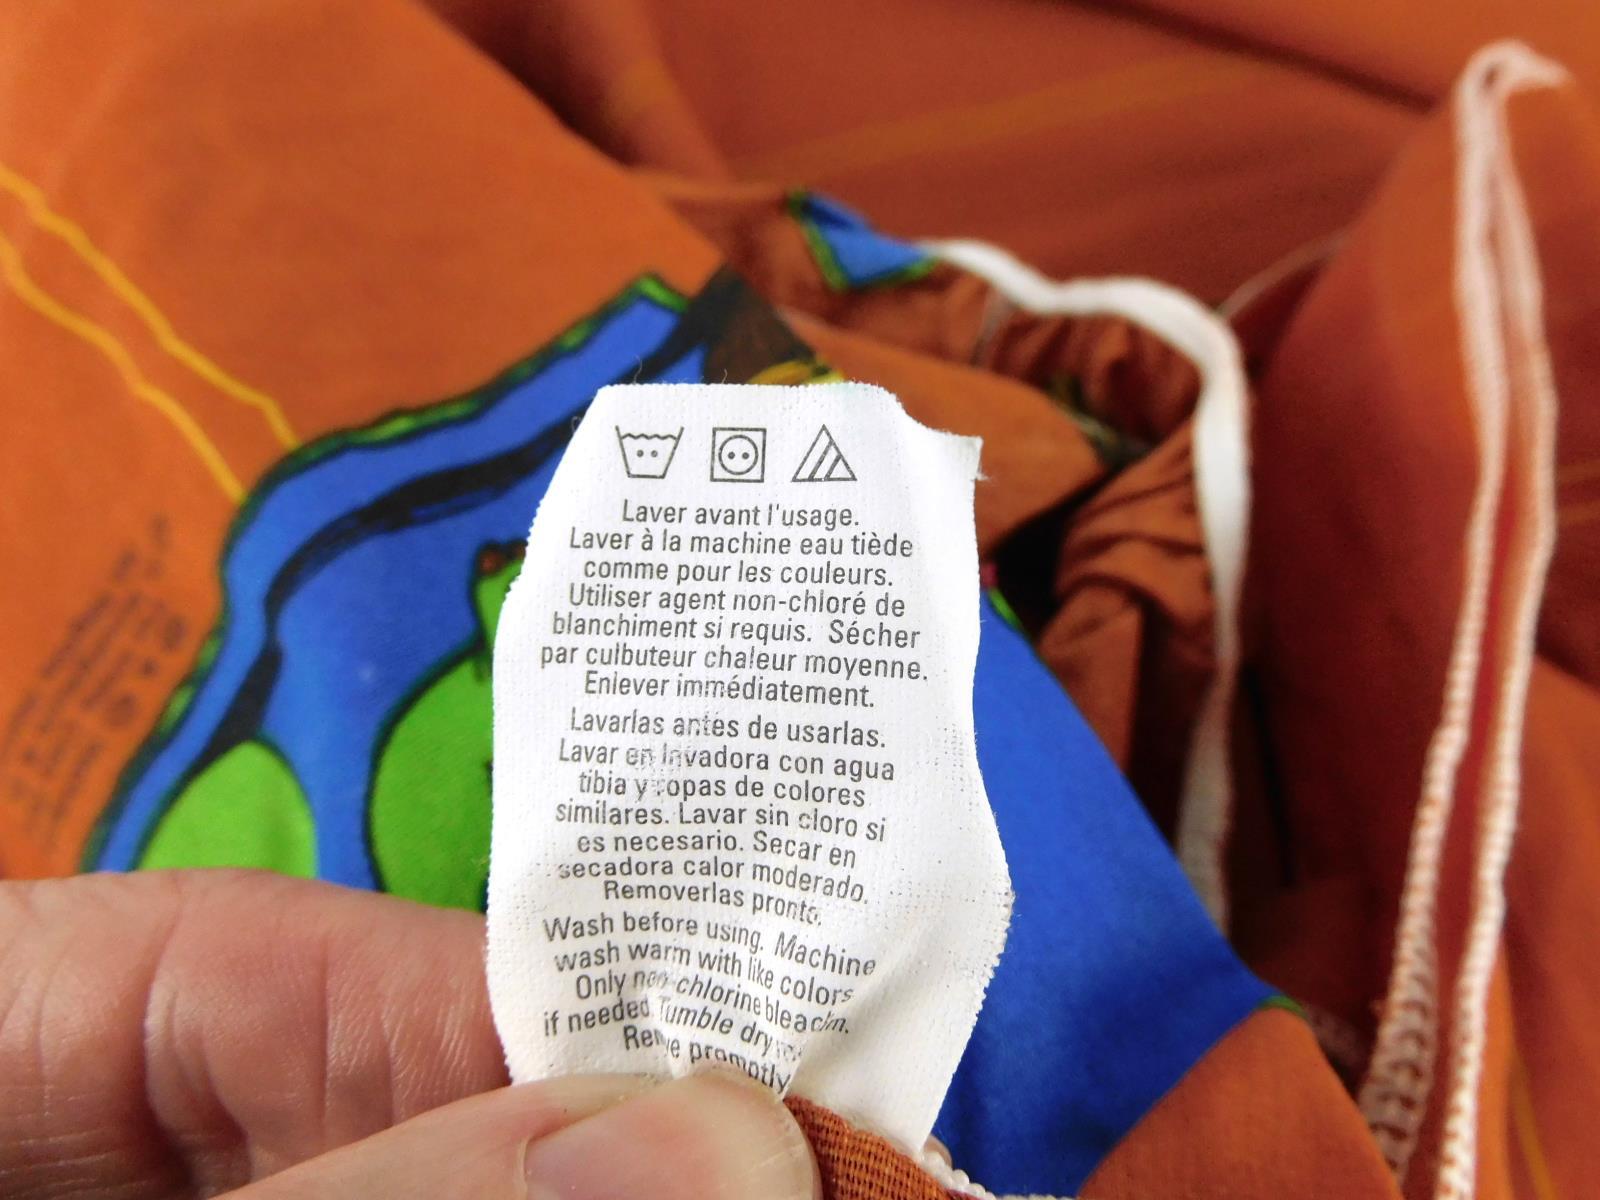 Laver avant l'usage.
Laver à la machine eau tiède
comme pour les couleurs.
Utiliser agent non-chloré de
blanchiment si requis. Sécher
par culbuteur chaleur moyenne.
Enlever immédiatement.
Lavarlas antes de usarlas.
Lavar en lavadora con agua
tibia y ropas de colores
similares. Lavar sin cloro si
es necesario. Secar en
secadora calor moderado.
Removerlas pronto.
Wash before using. Machine
wash warm with like colors
Only non-chlorine bleach.
if needed. Tumble dry
promptly